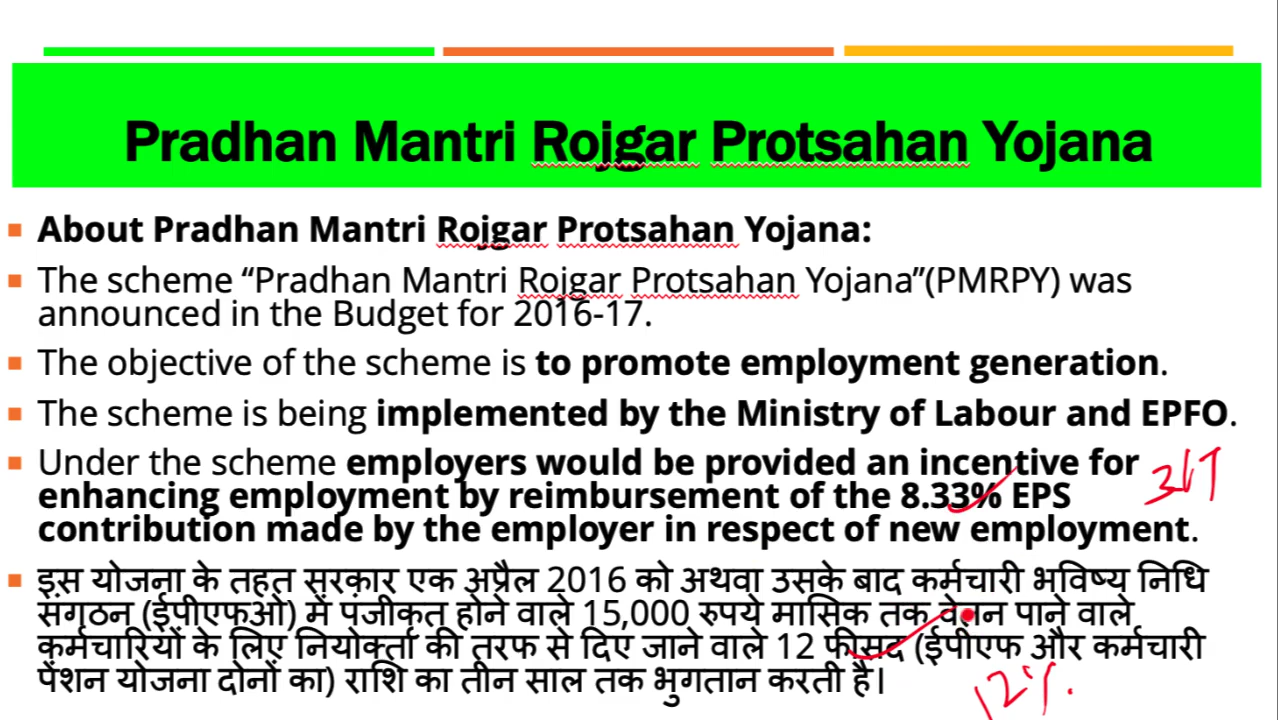 Pradhan Mantri Rojgar Protsahan Yojana
About Pradhan Mantri Rojgar Protsahan Yojana:
The scheme “Pradhan Mantri Rojgar Protsahan Yojana”(PMRPY) was
announced in the Budget for 2016-17.
The objective of the scheme is to promote employment generation.
The scheme is being implemented by the Ministry of Labour and EPFO.
Under the scheme employers would be provided an incentive for
enhancing employment by reimbursement of the 8.33% EPS
contribution made by the employer in respect of new employment.
इस योजना के तहत सरकार एक अप्रैल 2016 को अथवा उसके बाद कर्मचारी भविष्य निधि
संगठन (ईपीएफओ) में पंजीकृत होने वाले 15,000 रुपये मासिक तक वेतन पाने वाले
कर्मचारियों के लिए नियोक्ता की तरफ से दिए जाने वाले 12 फीसद (ईपीएफ और कर्मचारी
पेंशन योजना दोनों का) राशि का तीन साल तक भुगतान करती है।
12%.